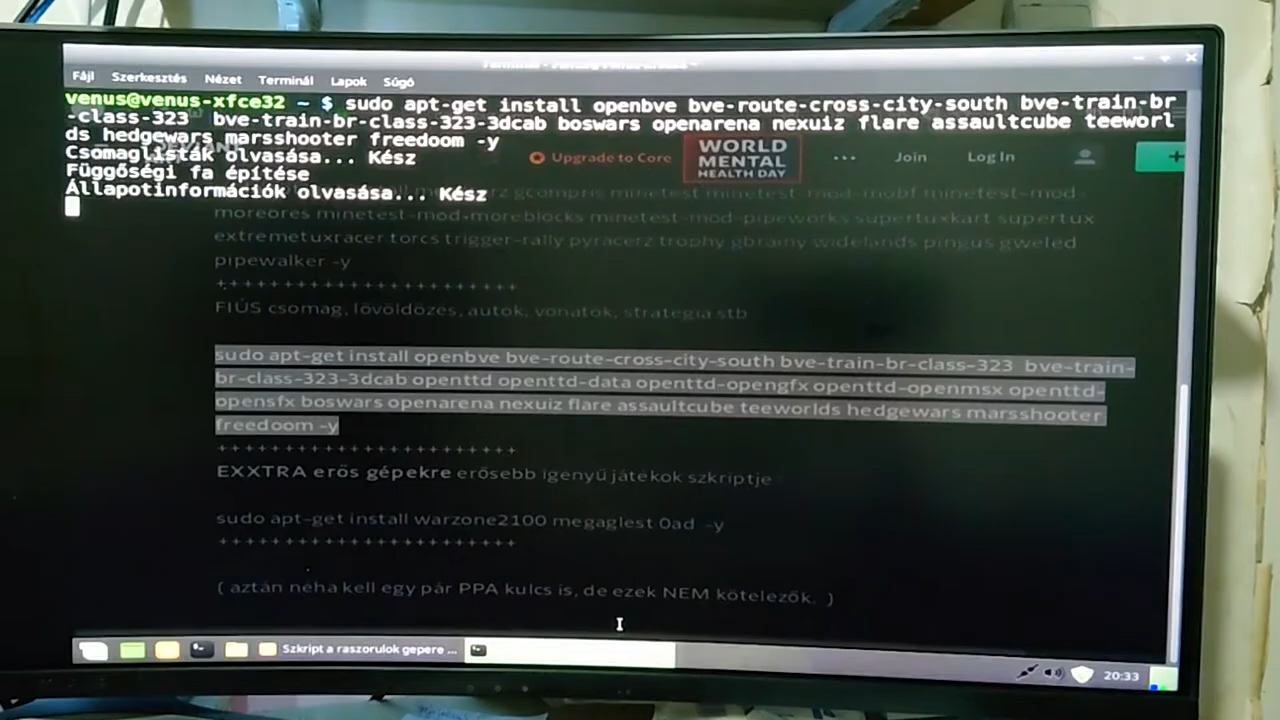 Fájl Szerkesztés Nézet Terminál Lapok Súgó
venus@venus-xfce32 ~ $ sudo apt-get install openbve bve-route-cross-city-south bve-train-br
-class-323  bve-train-br-class-323-3dcab boswars openarena nexuiz flare assaultcube teeworl
ds hedgewars marsshooter freedoom -y
Csomaglisták olvasása... Kész
Függőségi fa építése
Állapotinformációk olvasása... Kész
Upgrade to Core
WORLD
MENTAL
HEALTH DAY
••• Join Log In
gcompris minetest minetest-mod-mobf minetest-mod-
moreores minetest-mod-moreblocks minetest-mod-pipeworks supertuxkart supertux
extremetuxracer torcs trigger-rally pyracerz trophy gbrainy widelands pingus gweled
pipewalker -y
++++++++++++++++++++++
FIÚS csomag, lövöldözés, autók, vonatok, stratégia stb
sudo apt-get install openbve bve-route-cross-city-south bve-train-br-class-323  bve-train-
br-class-323-3dcab openttd openttd-data openttd-opengfx openttd-openmsx openttd-
opensfx boswars openarena nexuiz flare assaultcube teeworlds hedgewars marsshooter
freedoom -y
++++++++++++++++++++++
EXXTRA erős gépekre erősebb igenyű játékok szkriptje
sudo apt-get install warzone2100 megaglest 0ad  -y
++++++++++++++++++++++
( aztán néha kell egy pár PPA kulcs is, de ezek NEM kötelezők.  )
Szkript a raszorulok gepere ...
20:33